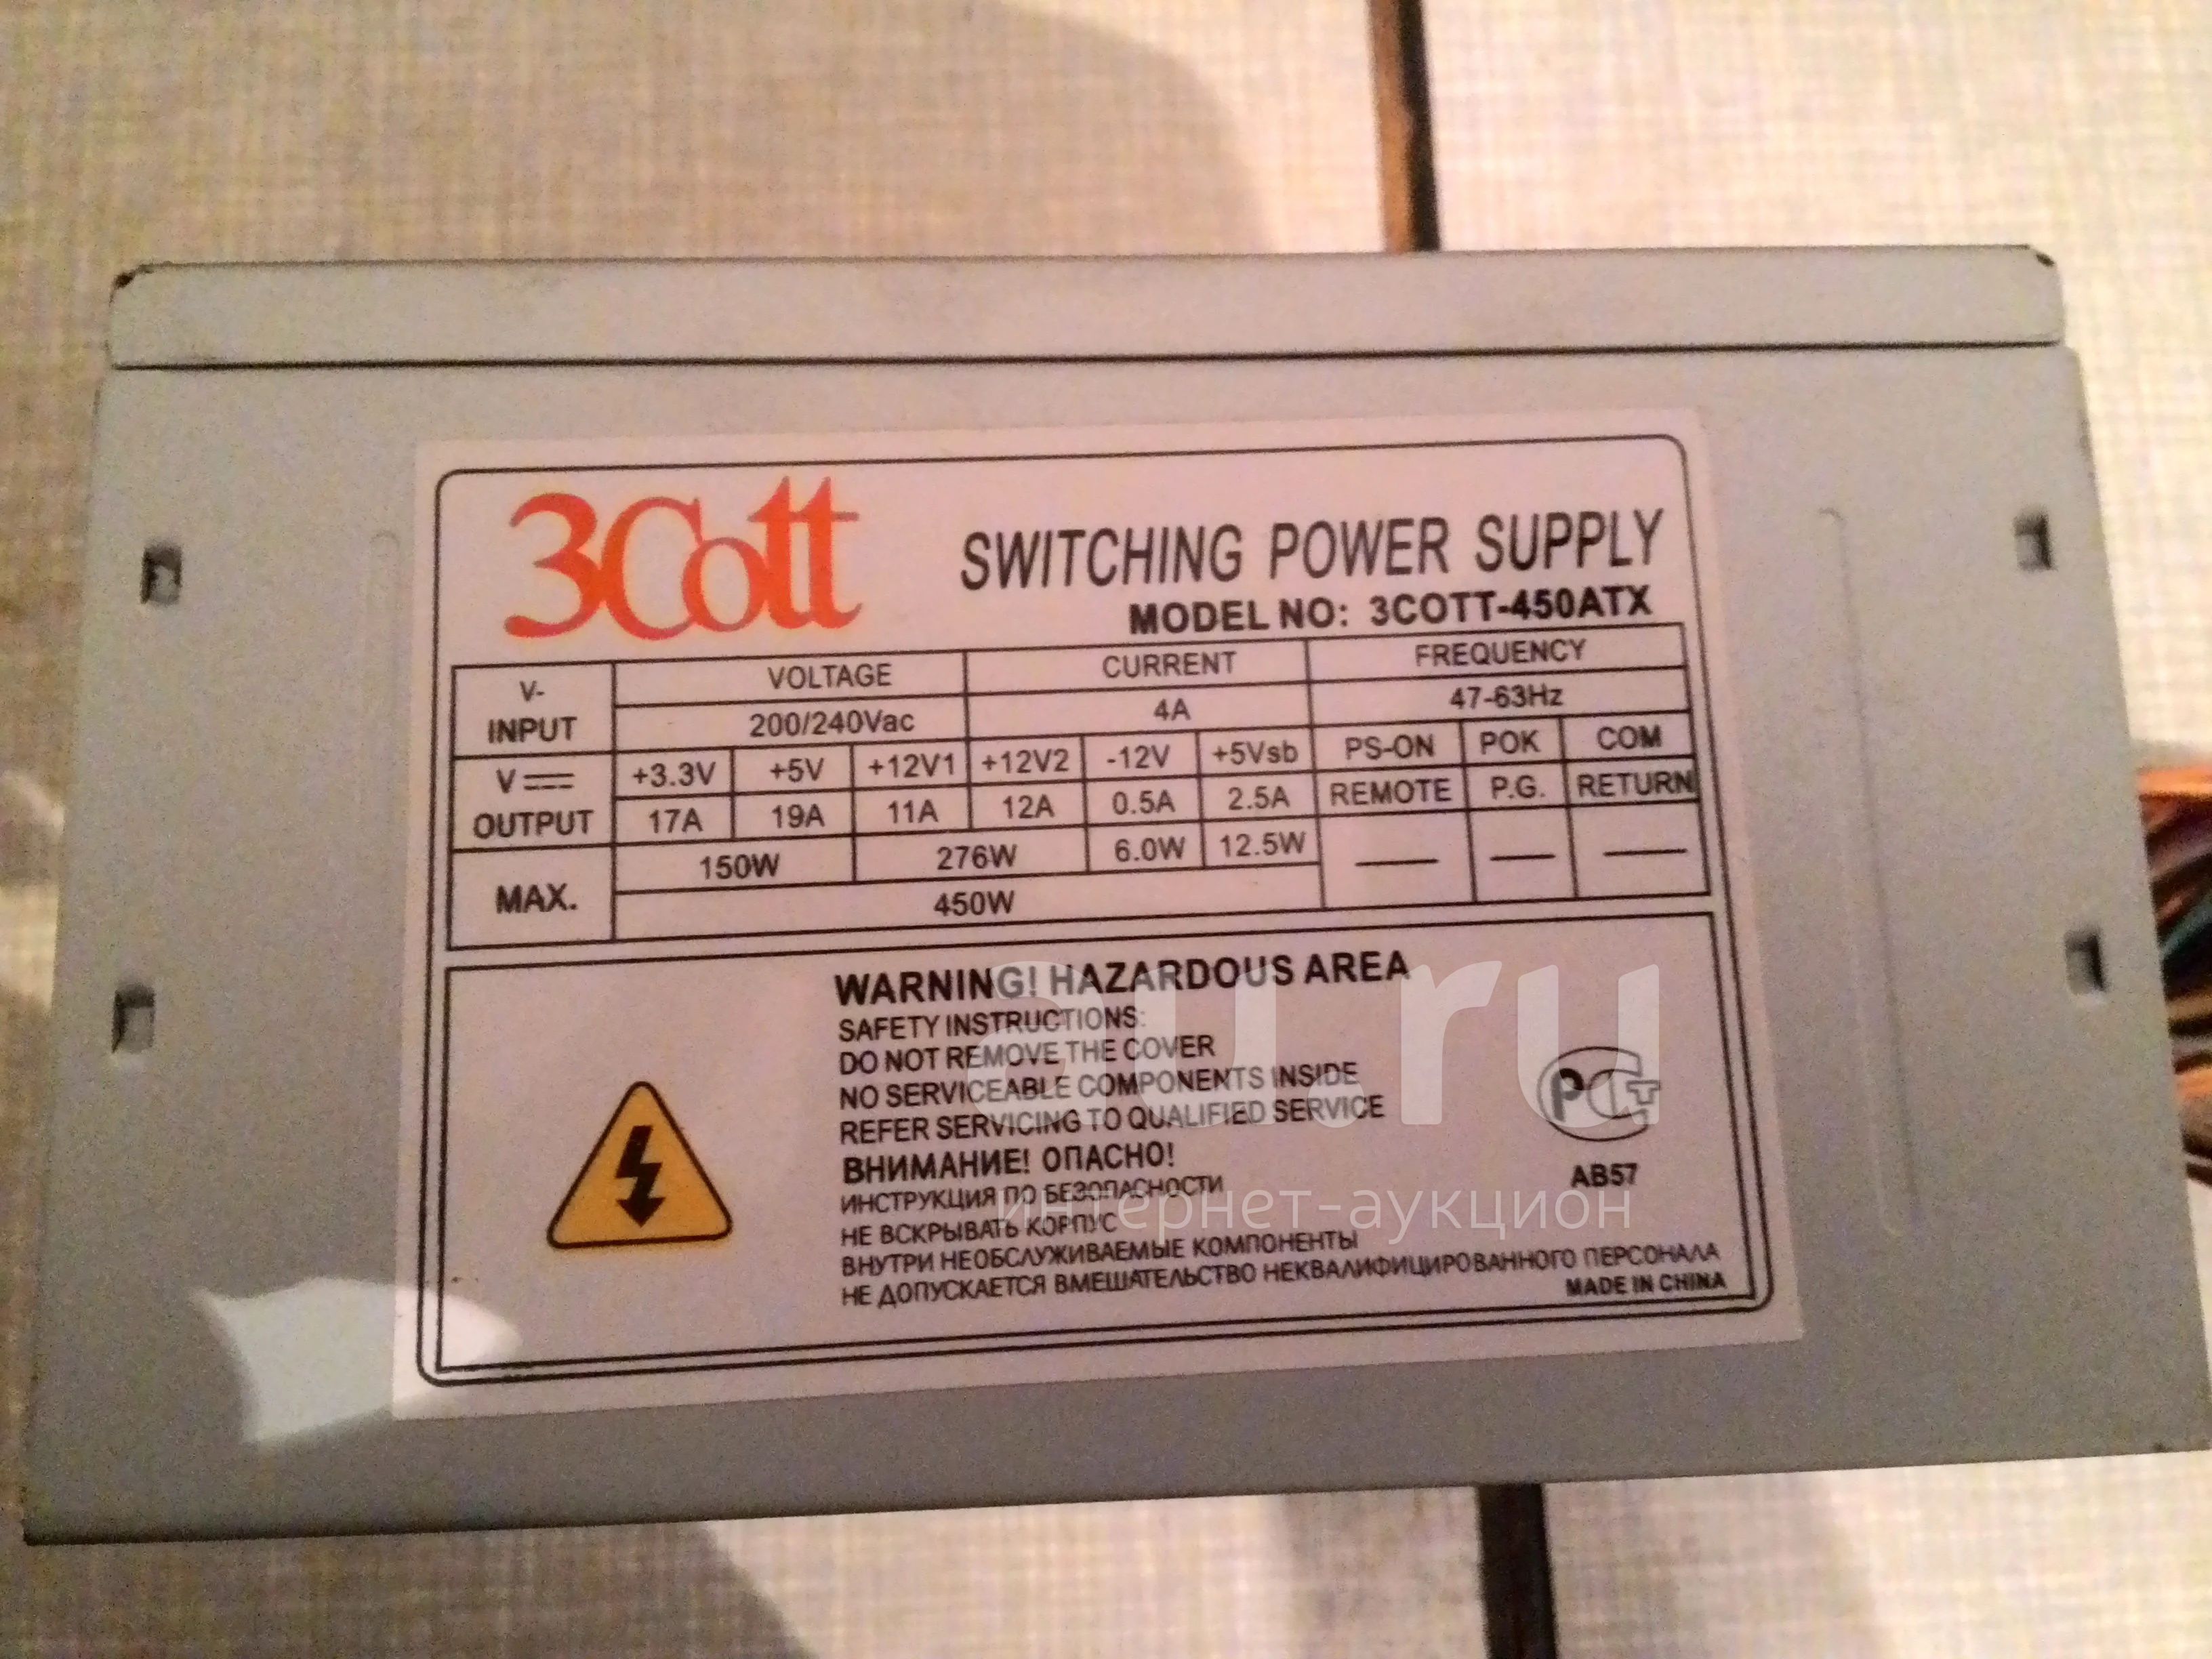 3Cott
SWITCHING POWER SUPPLY
MODEL NO: 3COTT-450ATX
V- INPUT VOLTAGE CURRENT FREQUENCY
200/240Vac 4A 47-63Hz
V OUTPUT +3.3V +5V +12V1 +12V2 -12V +5Vsb PS-ON POK COM
17A 19A 11A 12A 0.5A 2.5A REMOTE P.G. RETURN
MAX. 150W 276W 6.0W 12.5W
450W
WARNING! HAZARDOUS AREA
SAFETY INSTRUCTIONS:
DO NOT REMOVE THE COVER
NO SERVICEABLE COMPONENTS INSIDE
REFER SERVICING TO QUALIFIED SERVICE
ВНИМАНИЕ! ОПАСНО!
ИНСТРУКЦИЯ ПО БЕЗОПАСНОСТИ
НЕ ВСКРЫВАТЬ КОРПУС
ВНУТРИ НЕОБСЛУЖИВАЕМЫЕ КОМПОНЕНТЫ
НЕ ДОПУСКАЕТСЯ ВМЕШАТЕЛЬСТВО НЕКВАЛИФИЦИРОВАННОГО ПЕРСОНАЛА
MADE IN CHINA
РСТ
АВ57
au.ru
интернет-аукцион